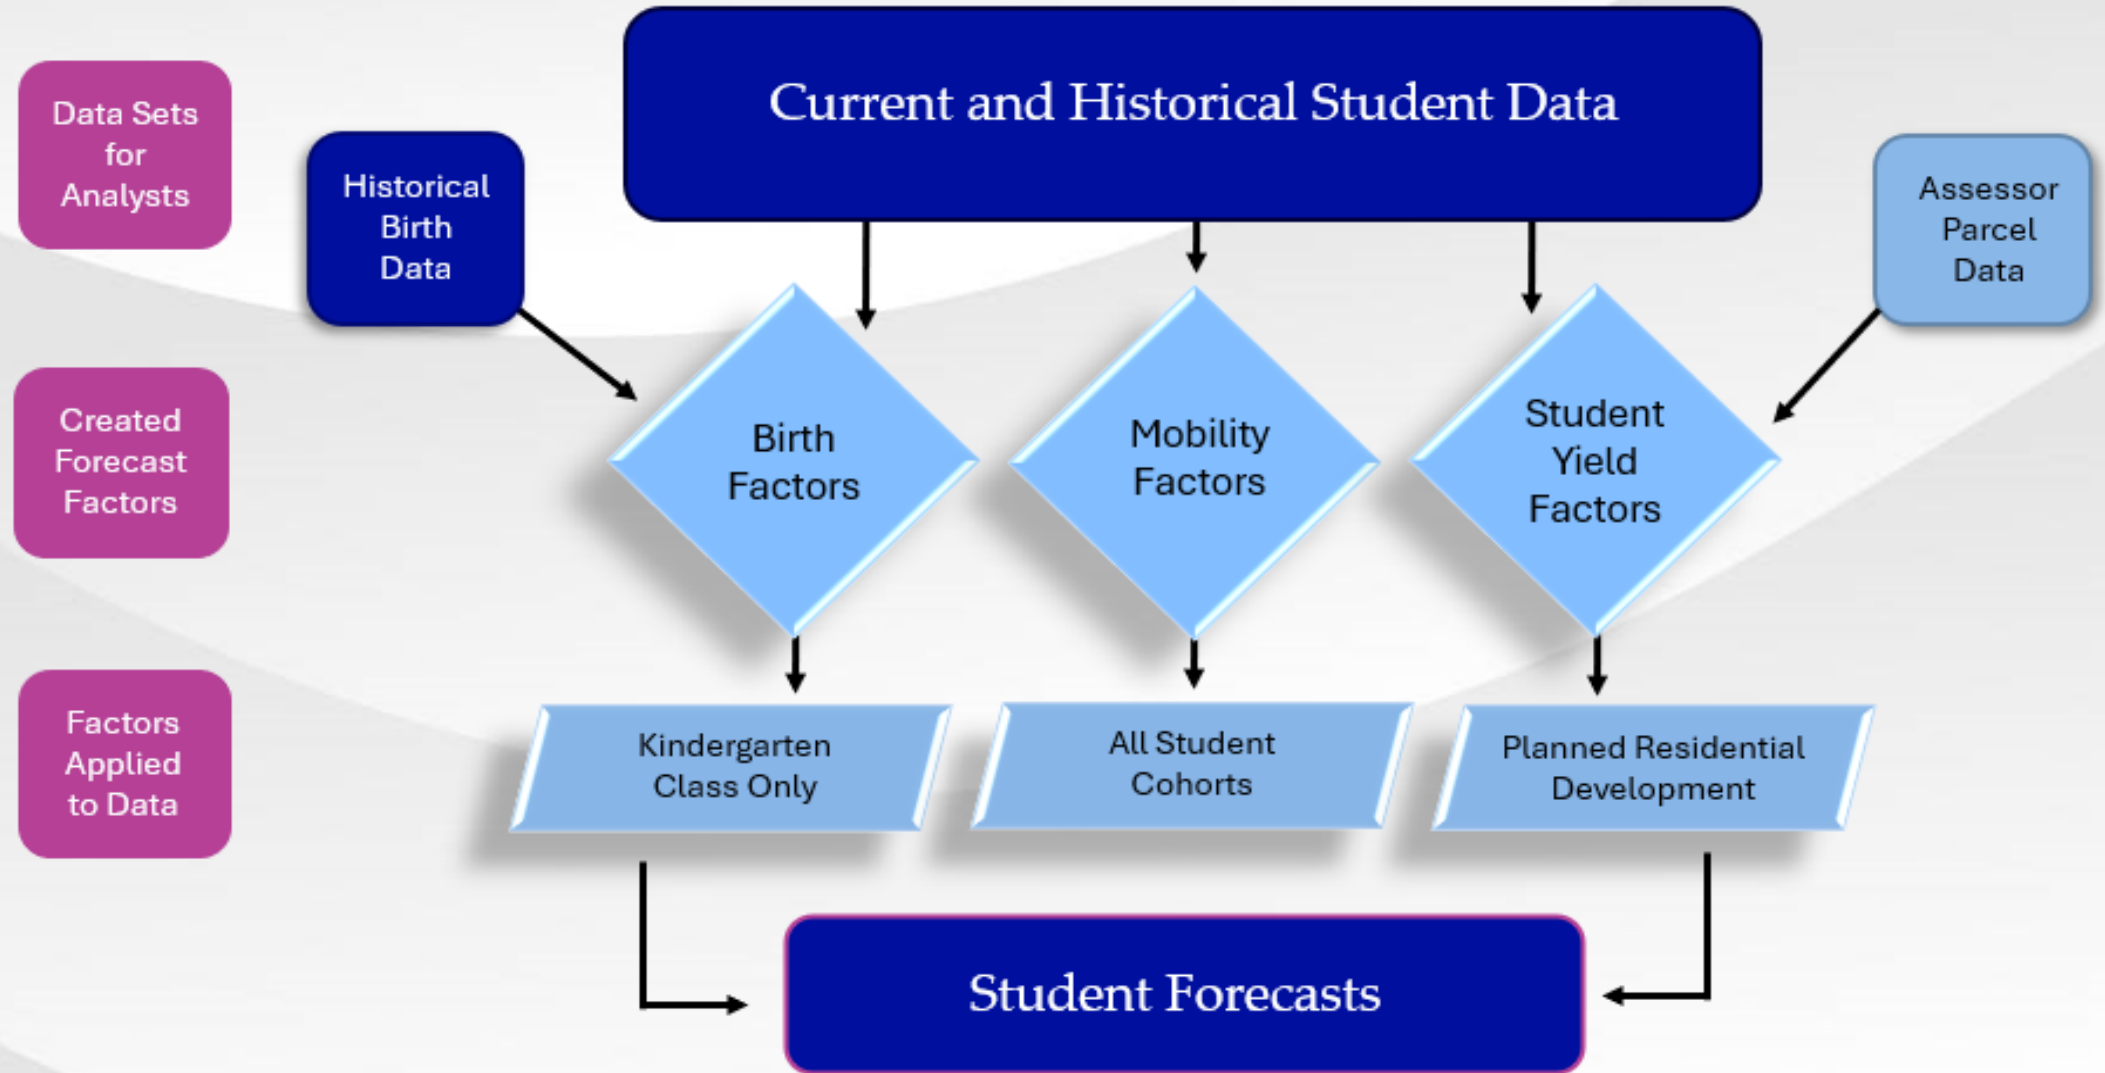 Current and Historical Student Data
Data Sets
for
Analysts
Historical
Birth
Data
Assessor
Parcel
Data
Created
Forecast
Factors
Birth
Factors
Mobility
Factors
Student
Yield
Factors
Factors
Applied
to Data
Kindergarten
Class Only
All Student
Cohorts
Planned Residential
Development
Student Forecasts